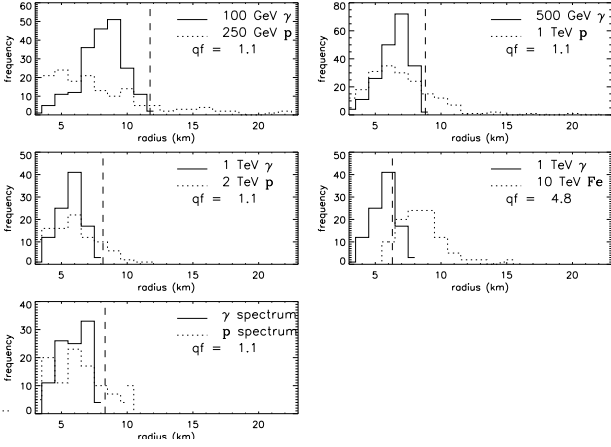 60
50
40
30
20
10
0
frequency
100 GeV γ
250 GeV p
qf = 1.1
5 10 15 20
radius (km)
80
60
40
20
0
frequency
500 GeV γ
1 TeV p
qf = 1.1
5 10 15 20
radius (km)
50
40
30
20
10
0
frequency
1 TeV γ
2 TeV p
qf = 1.1
5 10 15 20
radius (km)
50
40
30
20
10
0
frequency
1 TeV γ
10 TeV Fe
qf = 4.8
5 10 15 20
radius (km)
40
30
20
10
0
frequency
γ spectrum
p spectrum
qf = 1.1
5 10 15 20
radius (km)